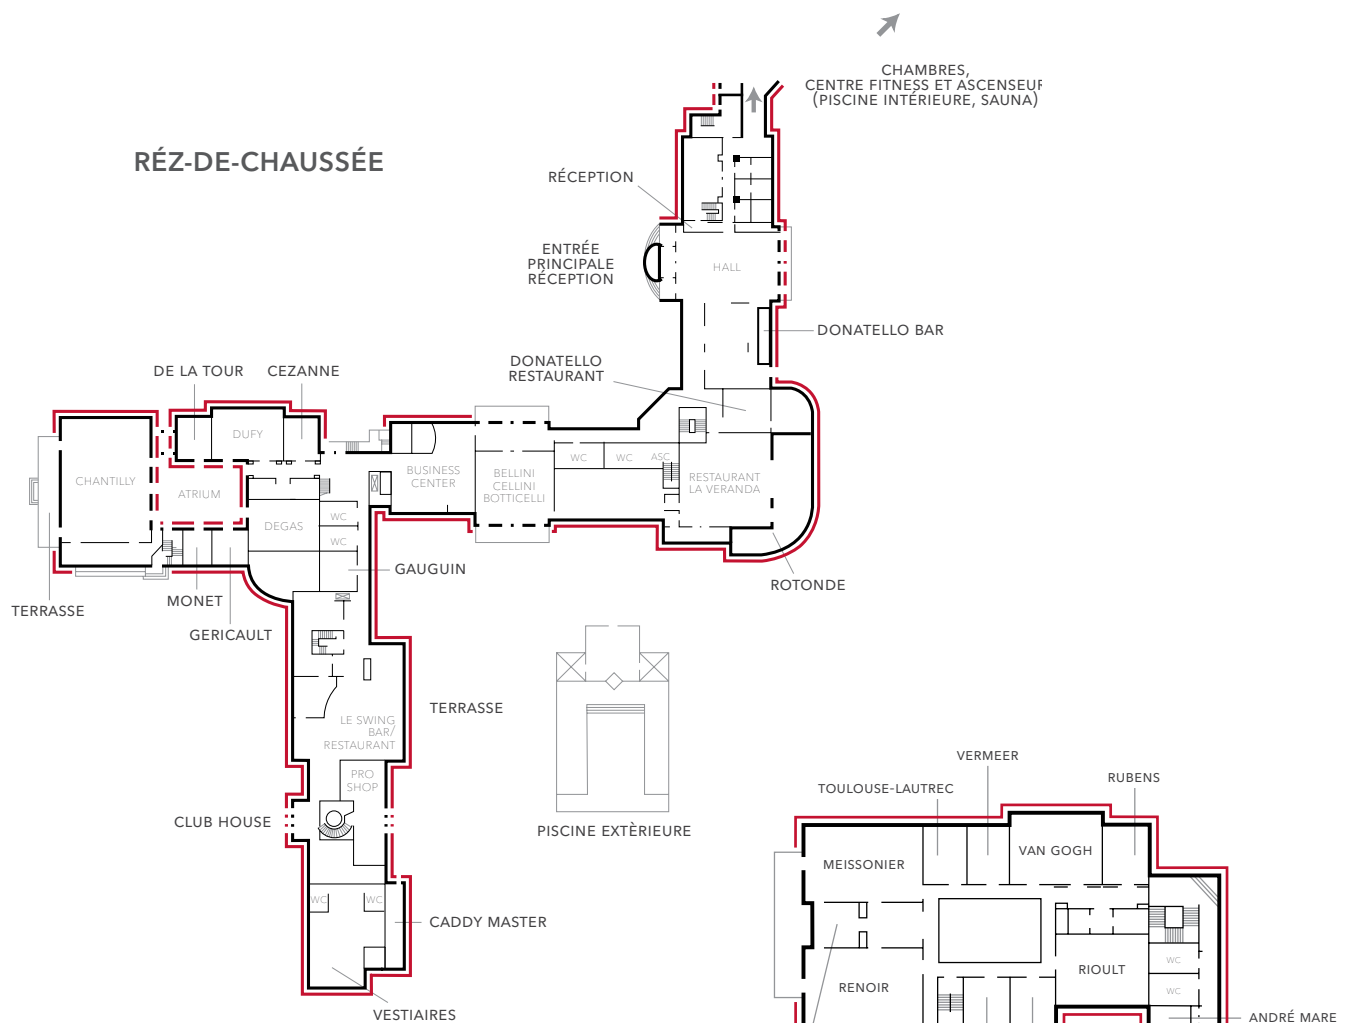 CHAMBRES,
CENTRE FITNESS ET ASCENSEUR
(PISCINE INTÉRIEURE, SAUNA)
RÉZ-DE-CHAUSSÉE
RÉCEPTION
ENTRÉE
PRINCIPALE
RÉCEPTION
HALL
DONATELLO BAR
DONATELLO
RESTAURANT
DE LA TOUR
CEZANNE
DUFY
CHANTILLY
ATRIUM
DEGAS
WC
WC
BUSINESS
CENTER
BELLINI
CELLINI
BOTTICELLI
WC
WC
ASC
RESTAURANT
LA VERANDA
GAUGUIN
ROTONDE
TERRASSE
MONET
GERICAULT
TERRASSE
LE SWING
BAR/
RESTAURANT
PRO
SHOP
CLUB HOUSE
PISCINE EXTÈRIEURE
WC
WC
CADDY MASTER
VESTIAIRES
VERMEER
TOULOUSE-LAUTREC
RUBENS
MEISSONIER
VAN GOGH
RENOIR
RIOULT
WC
WC
ANDRÉ MARE